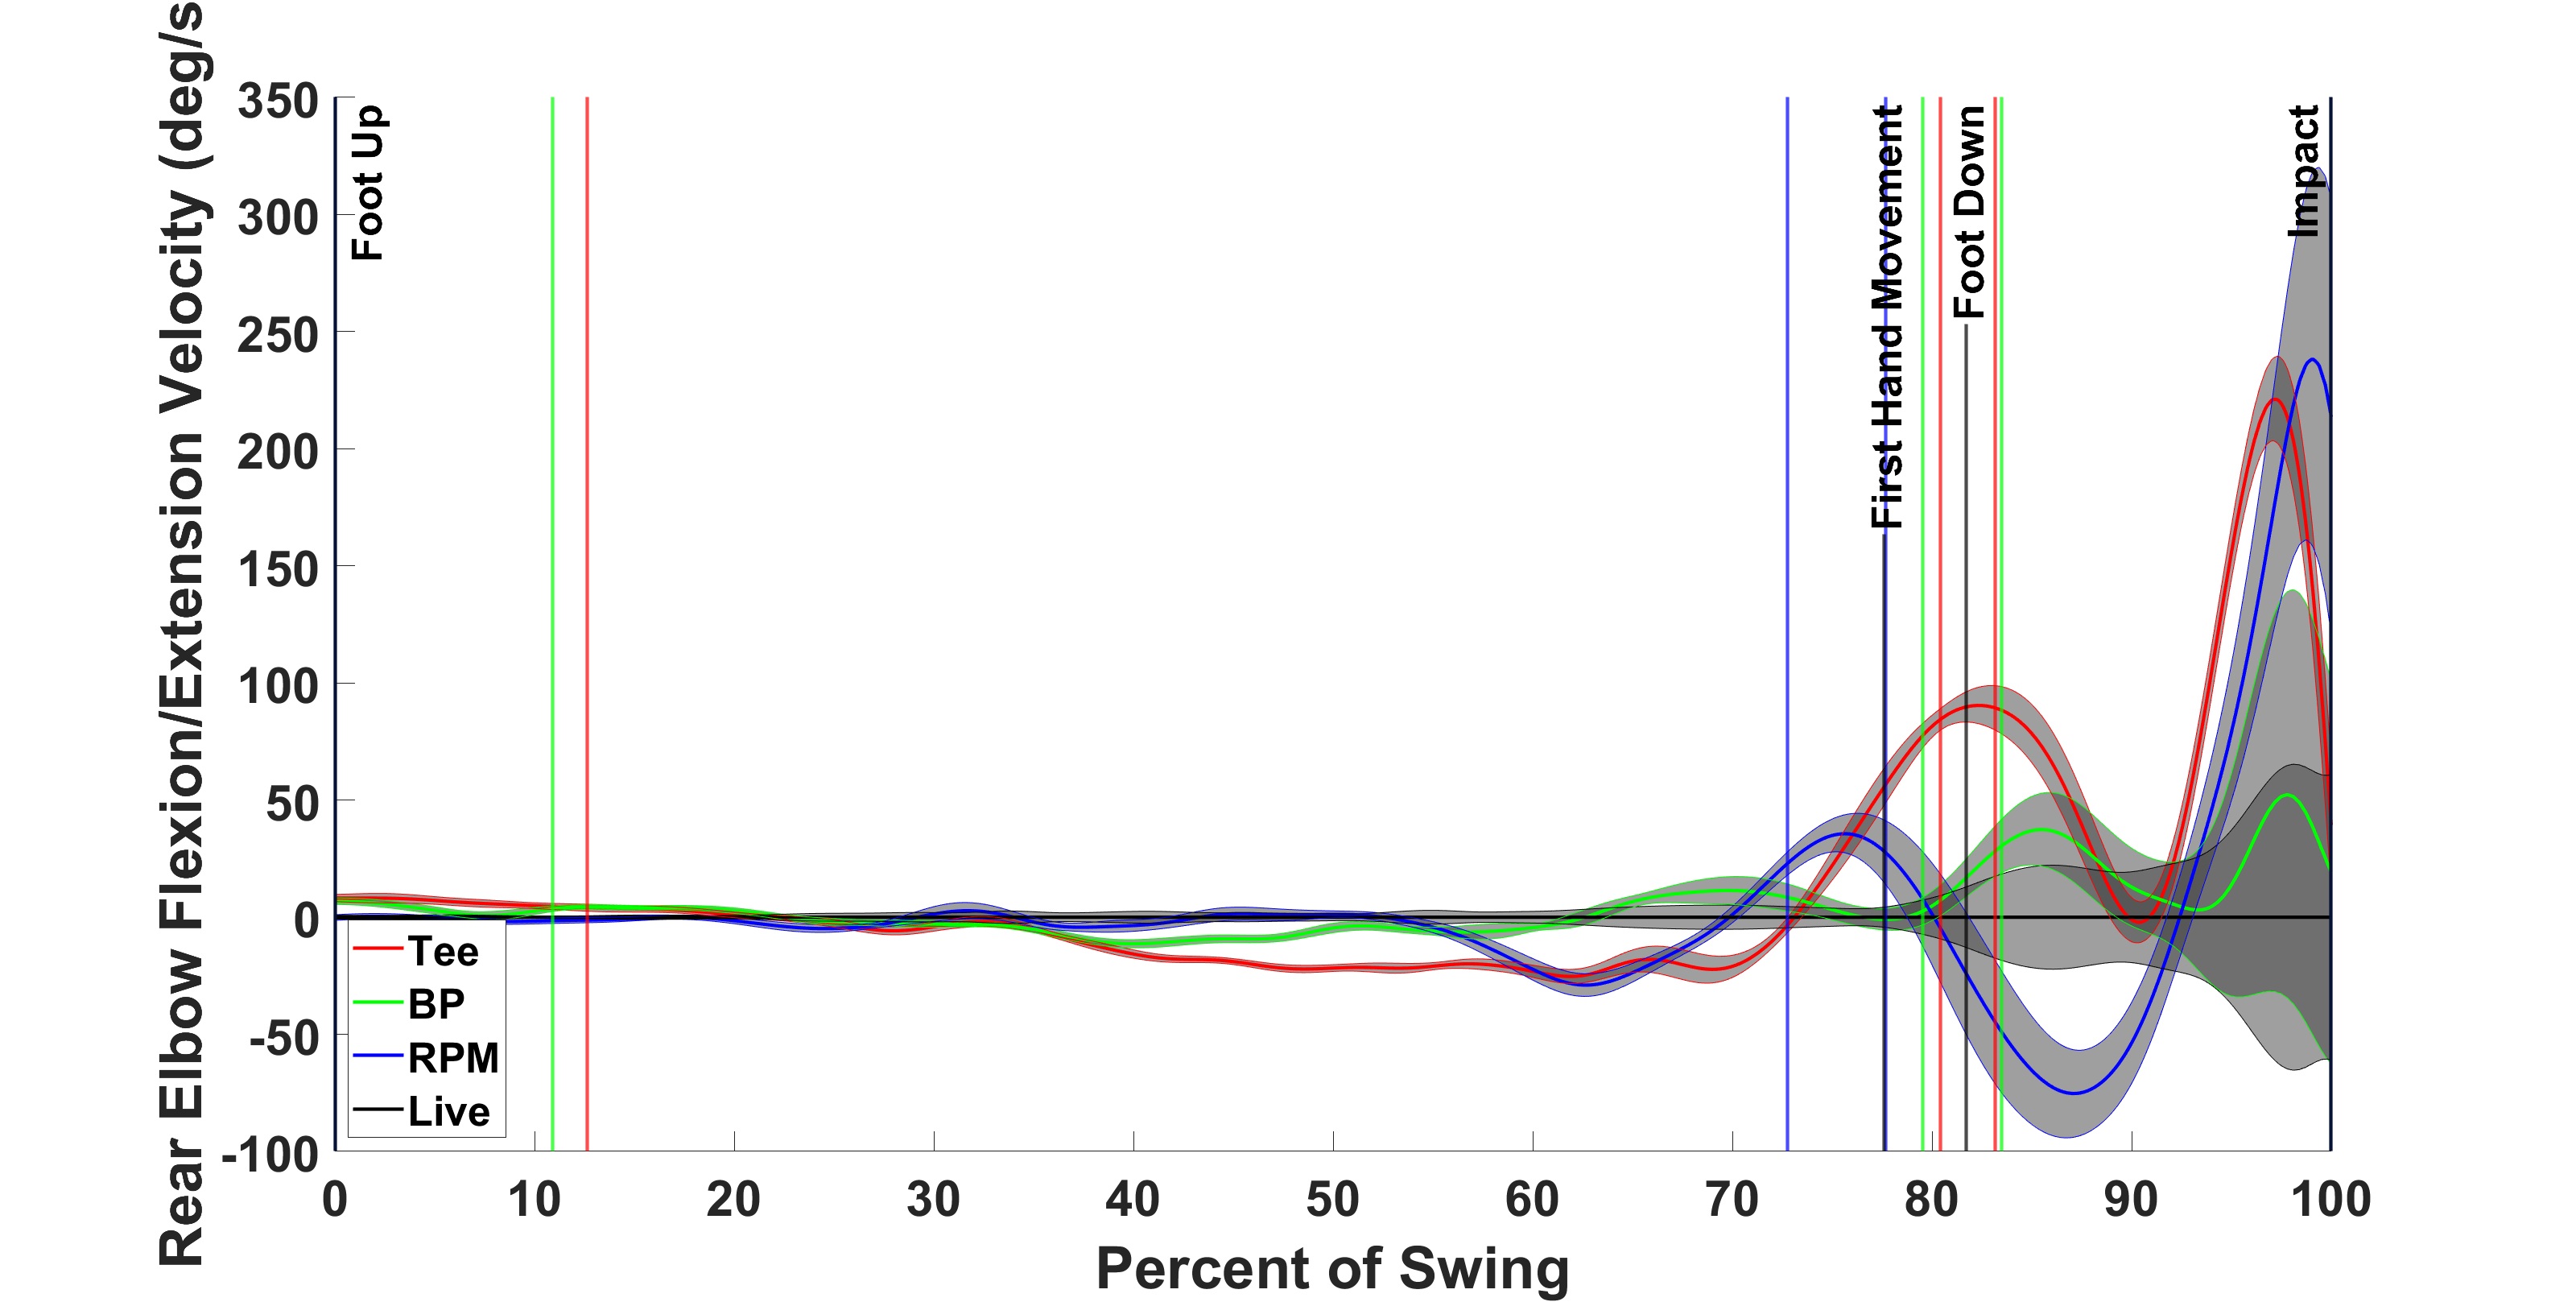 Rear Elbow Flexion/Extension Velocity (deg/s
350
300
250
200
150
100
50
0
-50
-100
Foot Up
First Hand Movement
Foot Down
Impact
Tee
BP
RPM
Live
0 10 20 30 40 50 60 70 80 90 100
Percent of Swing